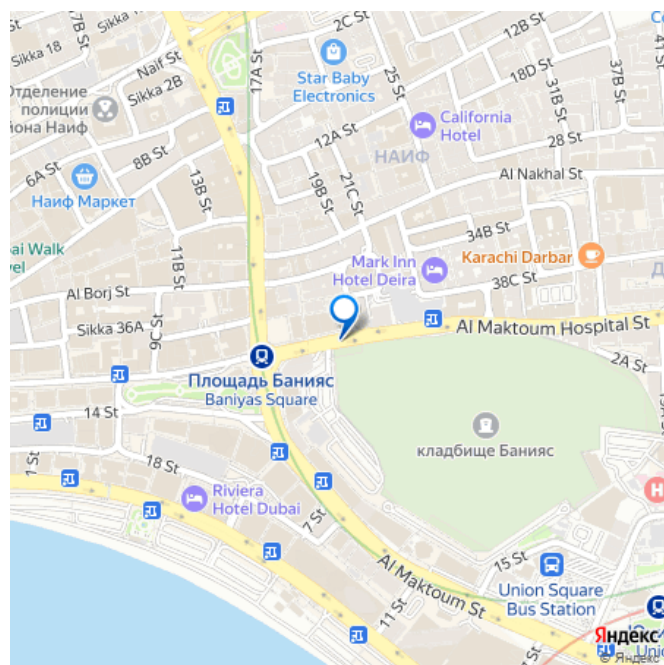 Sikka 18
Sikka 16
Naif St
Sikka 2B
17A St
2C St
12B St
Star Baby
Electronics
25 St
18D St
31B St
37B St
41 St
Отделение
полиции
йона Наиф
12A St
California
Hotel
НАИФ
28 St
6A St
8B St
Наиф Маркет
13B St
19B St
21C St
Al Nakhal St
34B St
11B St
ai Walk
vel
Mark Inn
Hotel Deira
Karachi Darbar
38C St
Al Borj St
Sikka 36A
9C St
Al Maktoum Hospital St
2A St
Площадь Банияс
Baniyas Square
14 St
кладбище Банияс
1 St
18 St
Riviera
Hotel Dubai
7 St
Al Maktoum St
15 St
Union Square
Bus Station
11 St
Яндекс
© Яндекс